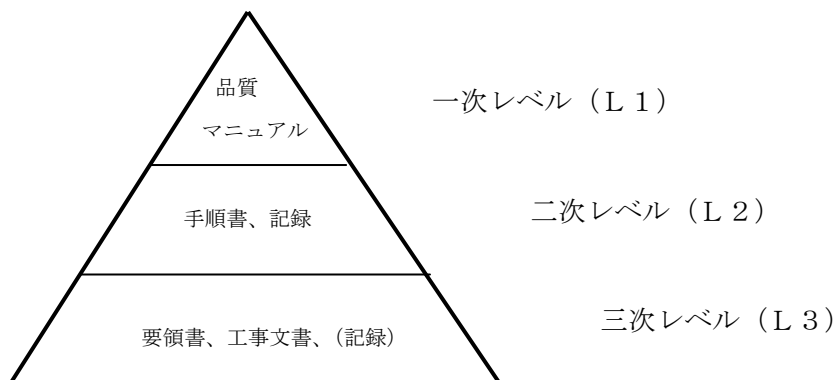 品質
マニュアル
一次レベル（Ｌ１）
手順書、記録
二次レベル（Ｌ２）
要領書、工事文書、（記録）
三次レベル（Ｌ３）